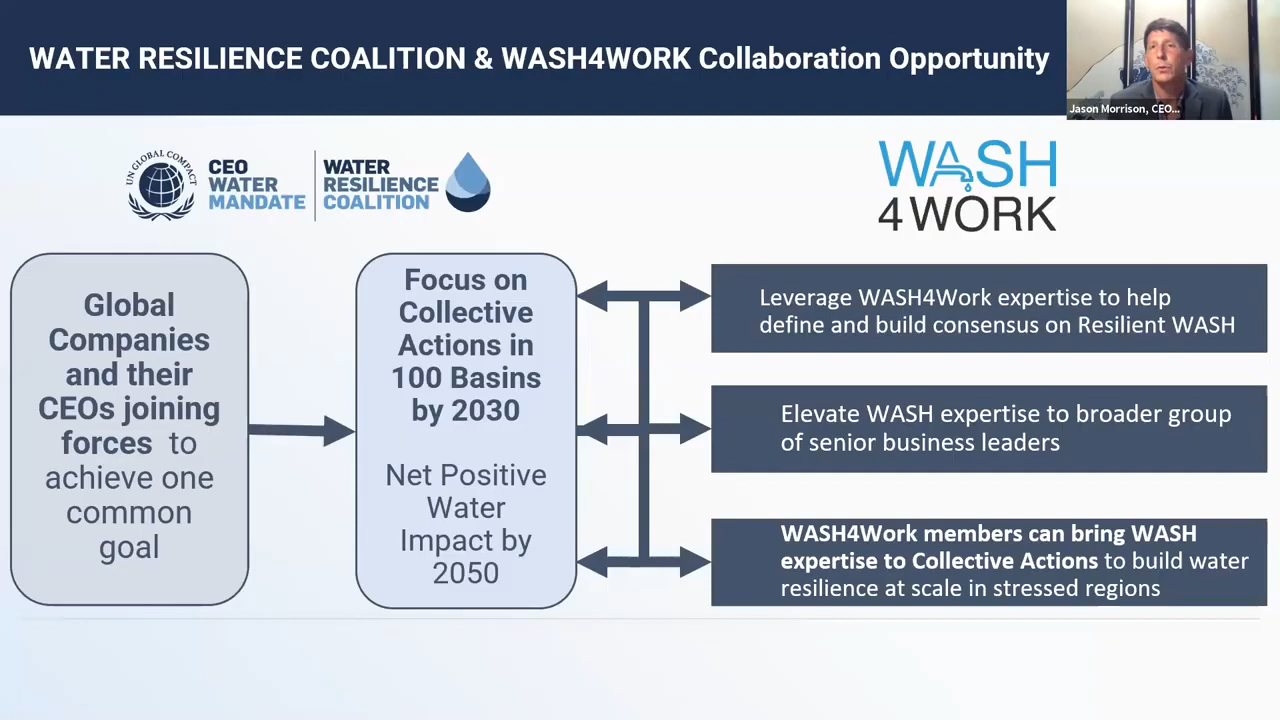 WATER RESILIENCE COALITION & WASH4WORK Collaboration Opportunity
Jason Morrison, CEO...
UN GLOBAL COMPACT
CEO
WATER
MANDATE
WATER
RESILIENCE
COALITION
WASH
4WORK
Global
Companies
and their
CEOs joining
forces to
achieve one
common
goal
Focus on
Collective
Actions in
100 Basins
by 2030
Net Positive
Water
Impact by
2050
Leverage WASH4Work expertise to help
define and build consensus on Resilient WASH
Elevate WASH expertise to broader group
of senior business leaders
WASH4Work members can bring WASH
expertise to Collective Actions to build water
resilience at scale in stressed regions